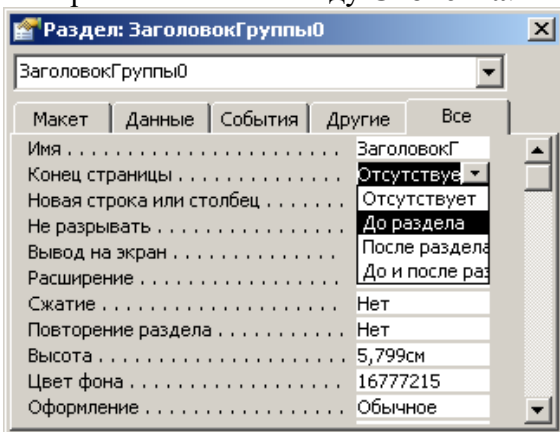 Раздел: ЗаголовокГруппы0
ЗаголовокГруппы0
Макет Данные События Другие Все
Имя . . . . . . . . . . . . . . . . . . . . . . . ЗаголовокГ
Конец страницы . . . . . . . . . . . . . Отсутствуе
Новая строка или столбец . . . . . . . Отсутствует
Не разрывать . . . . . . . . . . . . . . . До раздела
Вывод на экран . . . . . . . . . . . . . . После раздела
Расширение . . . . . . . . . . . . . . . . До и после раз
Сжатие . . . . . . . . . . . . . . . . . . . . Нет
Повторение раздела . . . . . . . . . . Нет
Высота . . . . . . . . . . . . . . . . . . . . 5,799см
Цвет фона . . . . . . . . . . . . . . . . . 16777215
Оформление . . . . . . . . . . . . . . . . Обычное